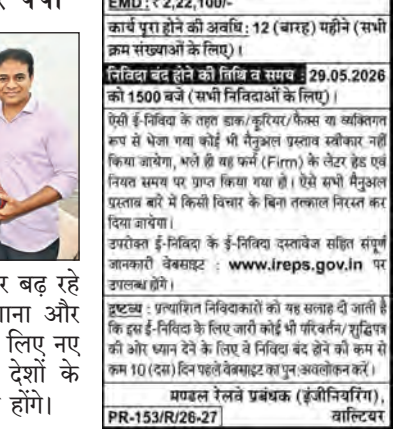 EMD: ₹ 2,22,100/-
कार्य पूरा होने की अवधि: 12 (बारह) महीने (सभी
क्रम संख्याओं के लिए)।
निविदा बंद होने की तिथि व समय : 29.05.2026
को 1500 बजे (सभी निविदाओं के लिए)।
ऐसी ई-निविदा के तहत डाक/कूरियर/फैक्स या व्यक्तिगत
रूप से भेजा गया कोई भी मैनुअल प्रस्ताव स्वीकार नहीं
किया जायेगा, भले ही यह फर्म (Firm) के लैटर हेड एवं
नियत समय पर प्राप्त किया गया हो। ऐसे सभी मैनुअल
प्रस्ताव बारे में किसी विचार के बिना तत्काल निरस्त कर
दिया जायेगा।
उपरोक्त ई-निविदा के ई-निविदा दस्तावेज सहित संपूर्ण
जानकारी वेबसाइट : www.ireps.gov.in पर
उपलब्ध होंगे।
द्रष्टव्य : प्रत्याशित निविदाकारों को यह सलाह दी जाती है
कि इस ई-निविदा के लिए जारी कोई भी परिवर्तन/शुद्धिपत्र
की ओर ध्यान देने के लिए वे निविदा बंद होने की कम से
कम 10 (दस) दिन पहले वेबसाइट का पुनःअवलोकन करें।
मण्डल रेलवे प्रबंधक (इंजीनियरिंग),
PR-153/R/26-27 वाल्टियर
र बढ़ रहे
ाना और
लिए नए
देशों के
होंगे।